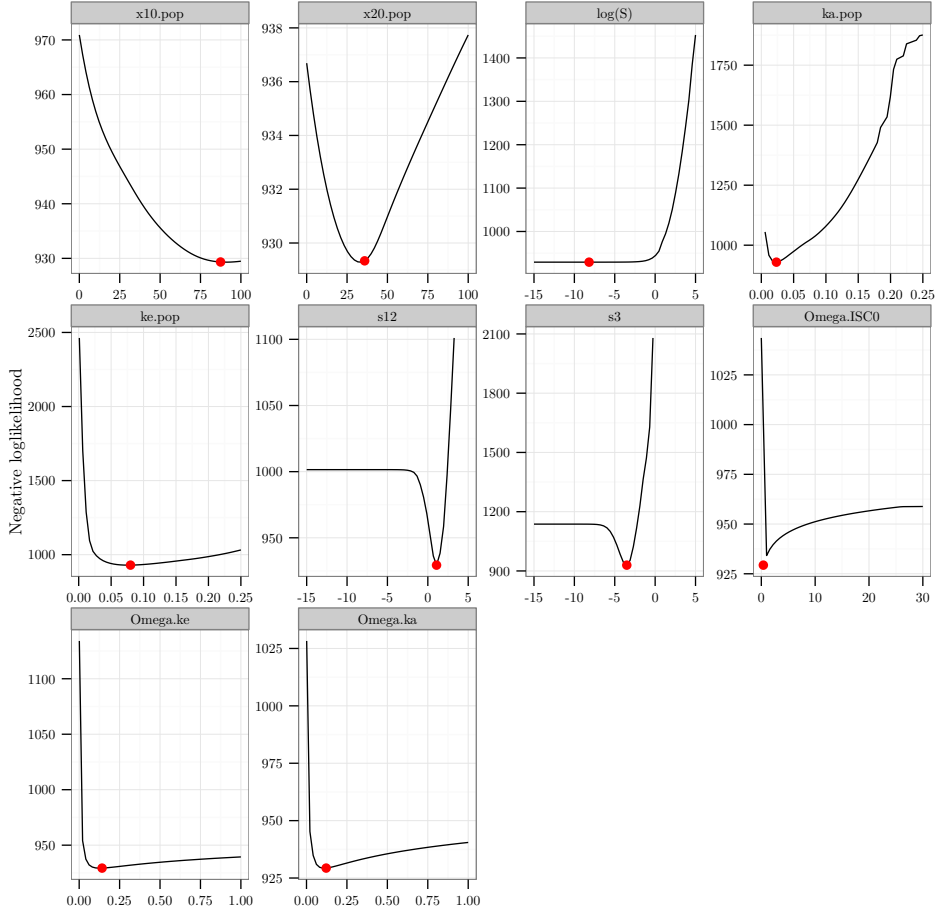 x10.pop x20.pop log(S) ka.pop
970 938 1400 1750
960 936 1300 1500
950 934 1200 1250
940 932 1100 1000
930 930 1000
0 25 50 75 100 0 25 50 75 100 -15 -10 -5 0 5 0.00 0.05 0.10 0.15 0.20 0.25
ke.pop s12 s3 Omega.ISC0
Negative loglikelihood
2500 1100 2100 1025
2000 1050 1800 1000
1500 1000 1500 975
1000 950 1200 950
900 925
0.00 0.05 0.10 0.15 0.20 0.25 -15 -10 -5 0 5 -15 -10 -5 0 5 0 10 20 30
Omega.ke Omega.ka
1100 1025
1050 1000
1000 975
950 950
925
0.00 0.25 0.50 0.75 1.00 0.00 0.25 0.50 0.75 1.00